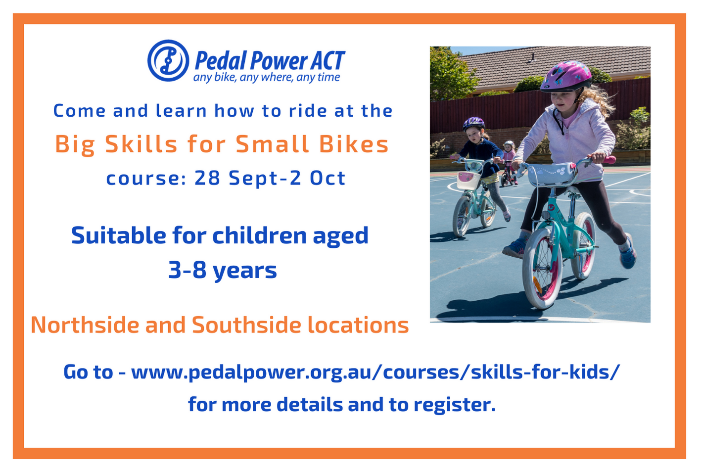 Pedal Power ACT
any bike, any where, any time
Come and learn how to ride at the
Big Skills for Small Bikes
course: 28 Sept-2 Oct
Suitable for children aged
3-8 years
Northside and Southside locations
Go to - www.pedalpower.org.au/courses/skills-for-kids/
for more details and to register.